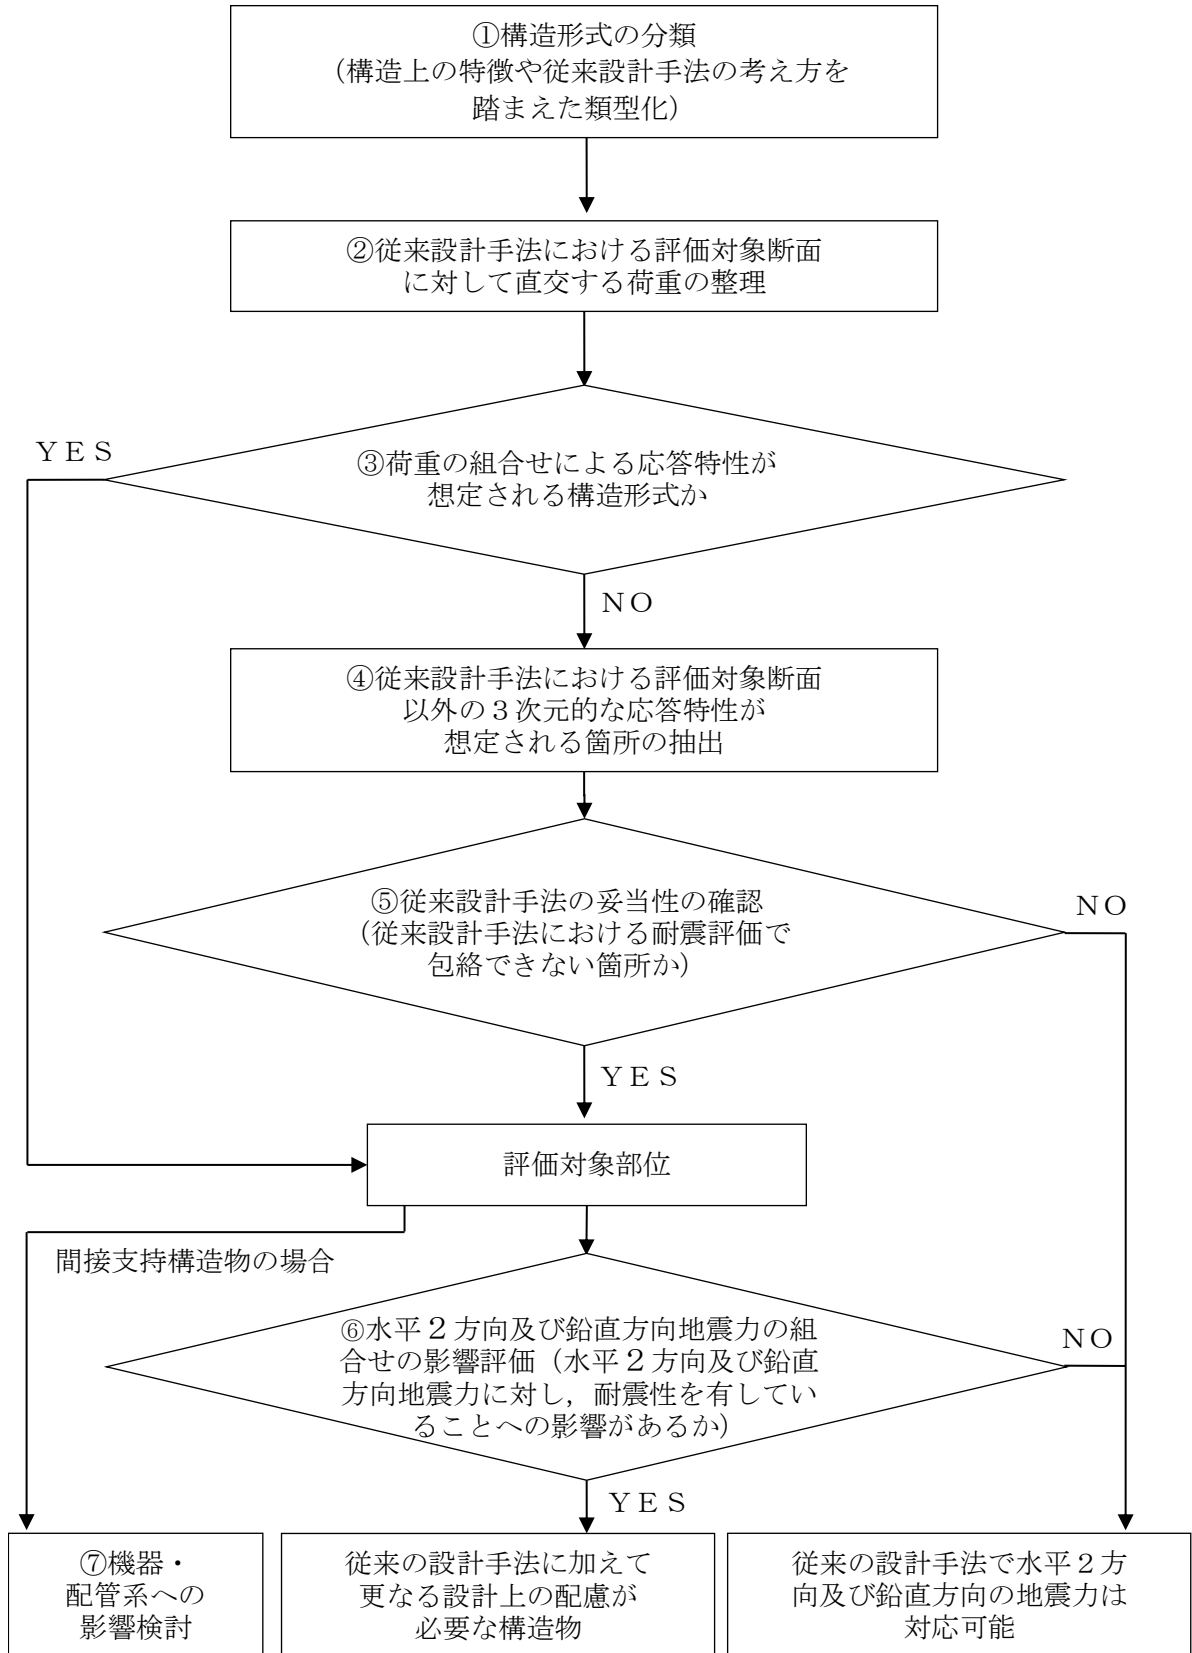 ①構造形式の分類
（構造上の特徴や従来設計手法の考え方を
踏まえた類型化）
②従来設計手法における評価対象断面
に対して直交する荷重の整理
ＹＥＳ
③荷重の組合せによる応答特性が
想定される構造形式か
ＮＯ
④従来設計手法における評価対象断面
以外の３次元的な応答特性が
想定される箇所の抽出
⑤従来設計手法の妥当性の確認
（従来設計手法における耐震評価で
包絡できない箇所か）
ＮＯ
ＹＥＳ
評価対象部位
間接支持構造物の場合
⑥水平２方向及び鉛直方向地震力の組
合せの影響評価（水平２方向及び鉛直
方向地震力に対し，耐震性を有してい
ることへの影響があるか）
ＮＯ
ＹＥＳ
⑦機器・
配管系への
影響検討
従来の設計手法に加えて
更なる設計上の配慮が
必要な構造物
従来の設計手法で水平２方
向及び鉛直方向の地震力は
対応可能